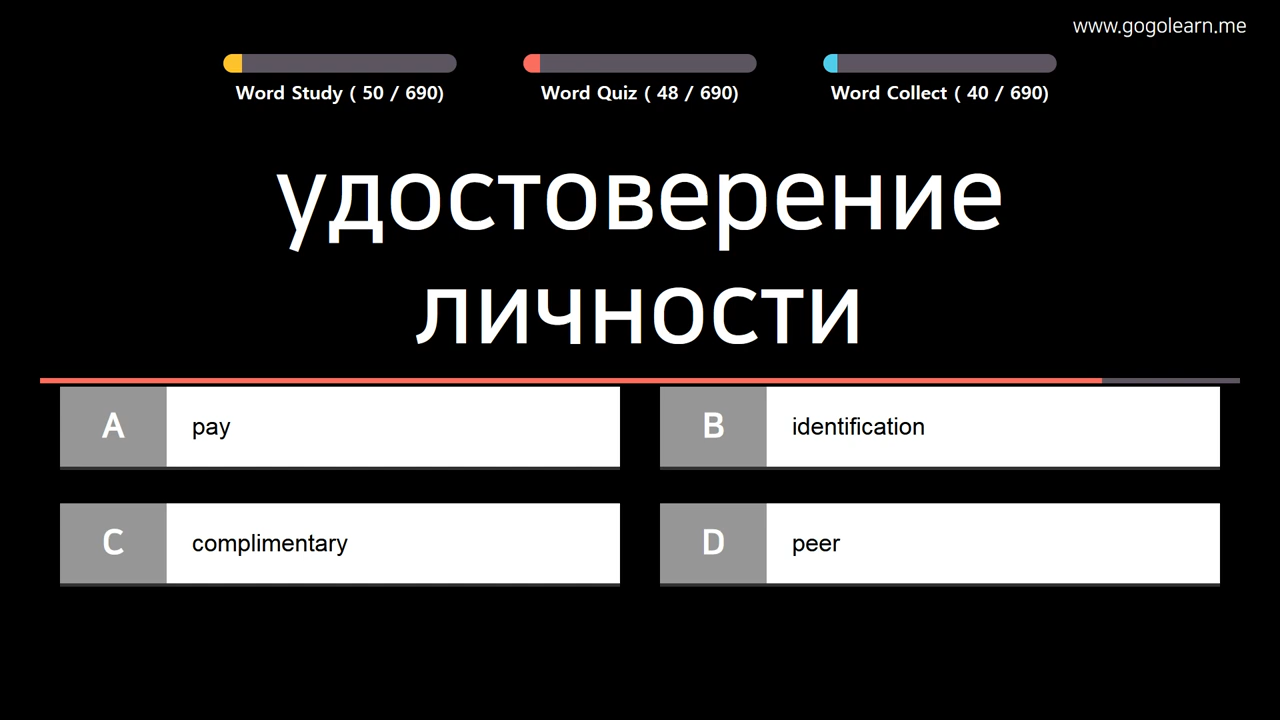 www.gogolearn.me
Word Study ( 50 / 690)
Word Quiz ( 48 / 690)
Word Collect ( 40 / 690)
удостоверение
личности
A
pay
B
identification
C
complimentary
D
peer